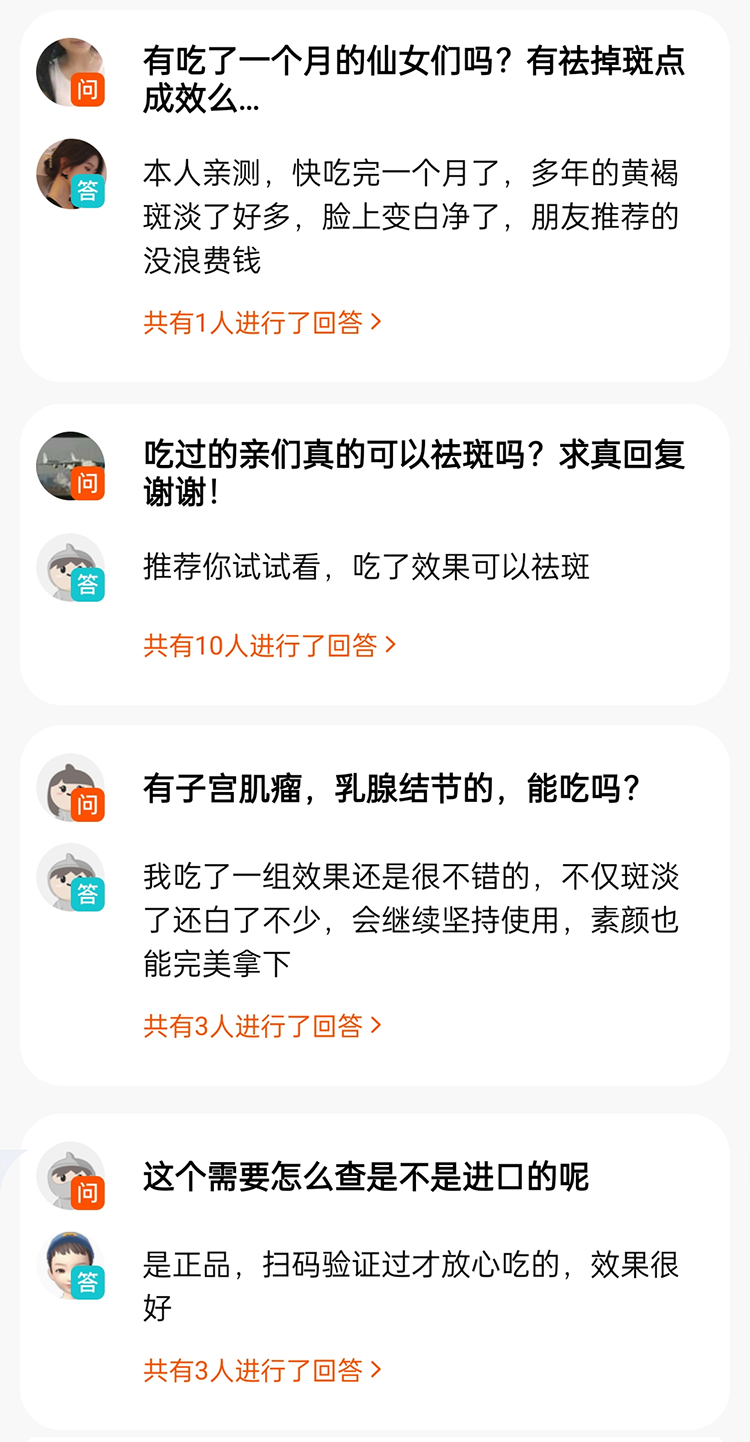 有吃了一个月的仙女们吗？有祛掉斑点
成效么...
问
本人亲测，快吃完一个月了，多年的黄褐
斑淡了好多，脸上变白净了，朋友推荐的
没浪费钱
答
共有1人进行了回答 >
吃过的亲们真的可以祛斑吗？求真回复
谢谢！
问
推荐你试试看，吃了效果可以祛斑
答
共有10人进行了回答 >
有子宫肌瘤，乳腺结节的，能吃吗？
问
我吃了一组效果还是很不错的，不仅斑淡
了还白了不少，会继续坚持使用，素颜也
能完美拿下
答
共有3人进行了回答 >
这个需要怎么查是不是进口的呢
问
是正品，扫码验证过才放心吃的，效果很
好
答
共有3人进行了回答 >